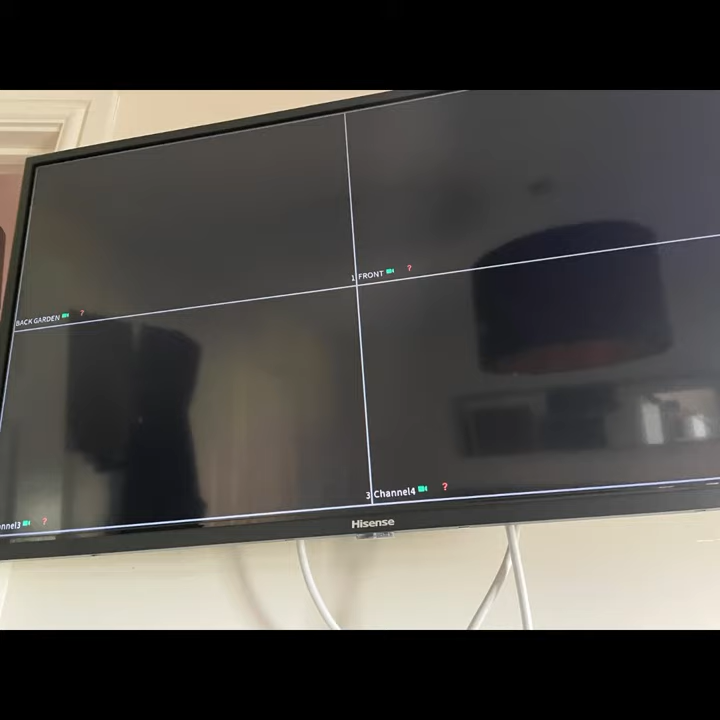 1 FRONT ?
BACK GARDEN ?
3 Channel4 ?
nnel3 ?
Hisense